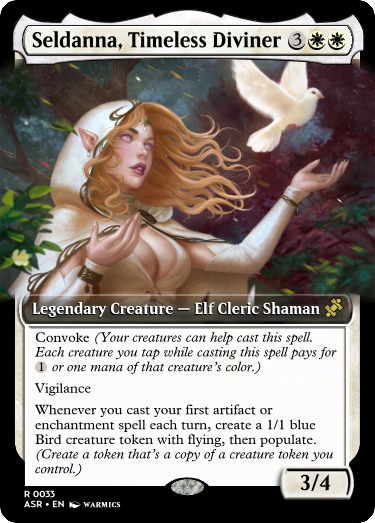 Seldanna, Timeless Diviner 3
Legendary Creature — Elf Cleric Shaman
Convoke (Your creatures can help cast this spell.
Each creature you tap while casting this spell pays for
1 or one mana of that creature's color.)
Vigilance
Whenever you cast your first artifact or
enchantment spell each turn, create a 1/1 blue
Bird creature token with flying, then populate.
(Create a token that's a copy of a creature token you
control.)
3/4
R 0033
ASR • EN WARMICS